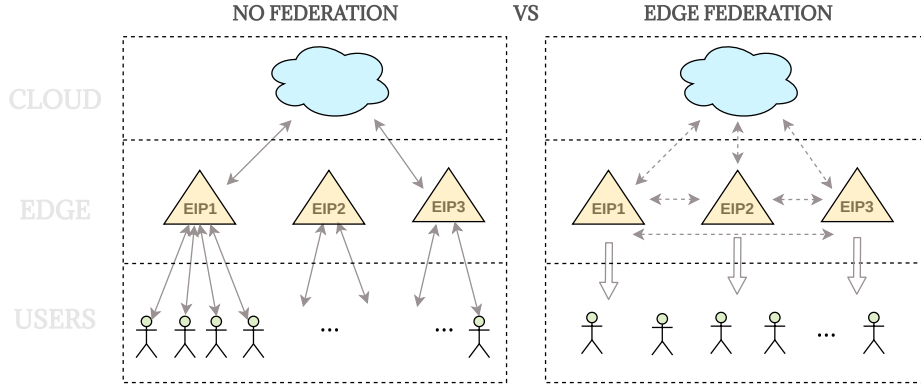 NO FEDERATION VS EDGE FEDERATION
CLOUD
EDGE
EIP1 EIP2 EIP3 EIP1 EIP2 EIP3
USERS
... ... ...